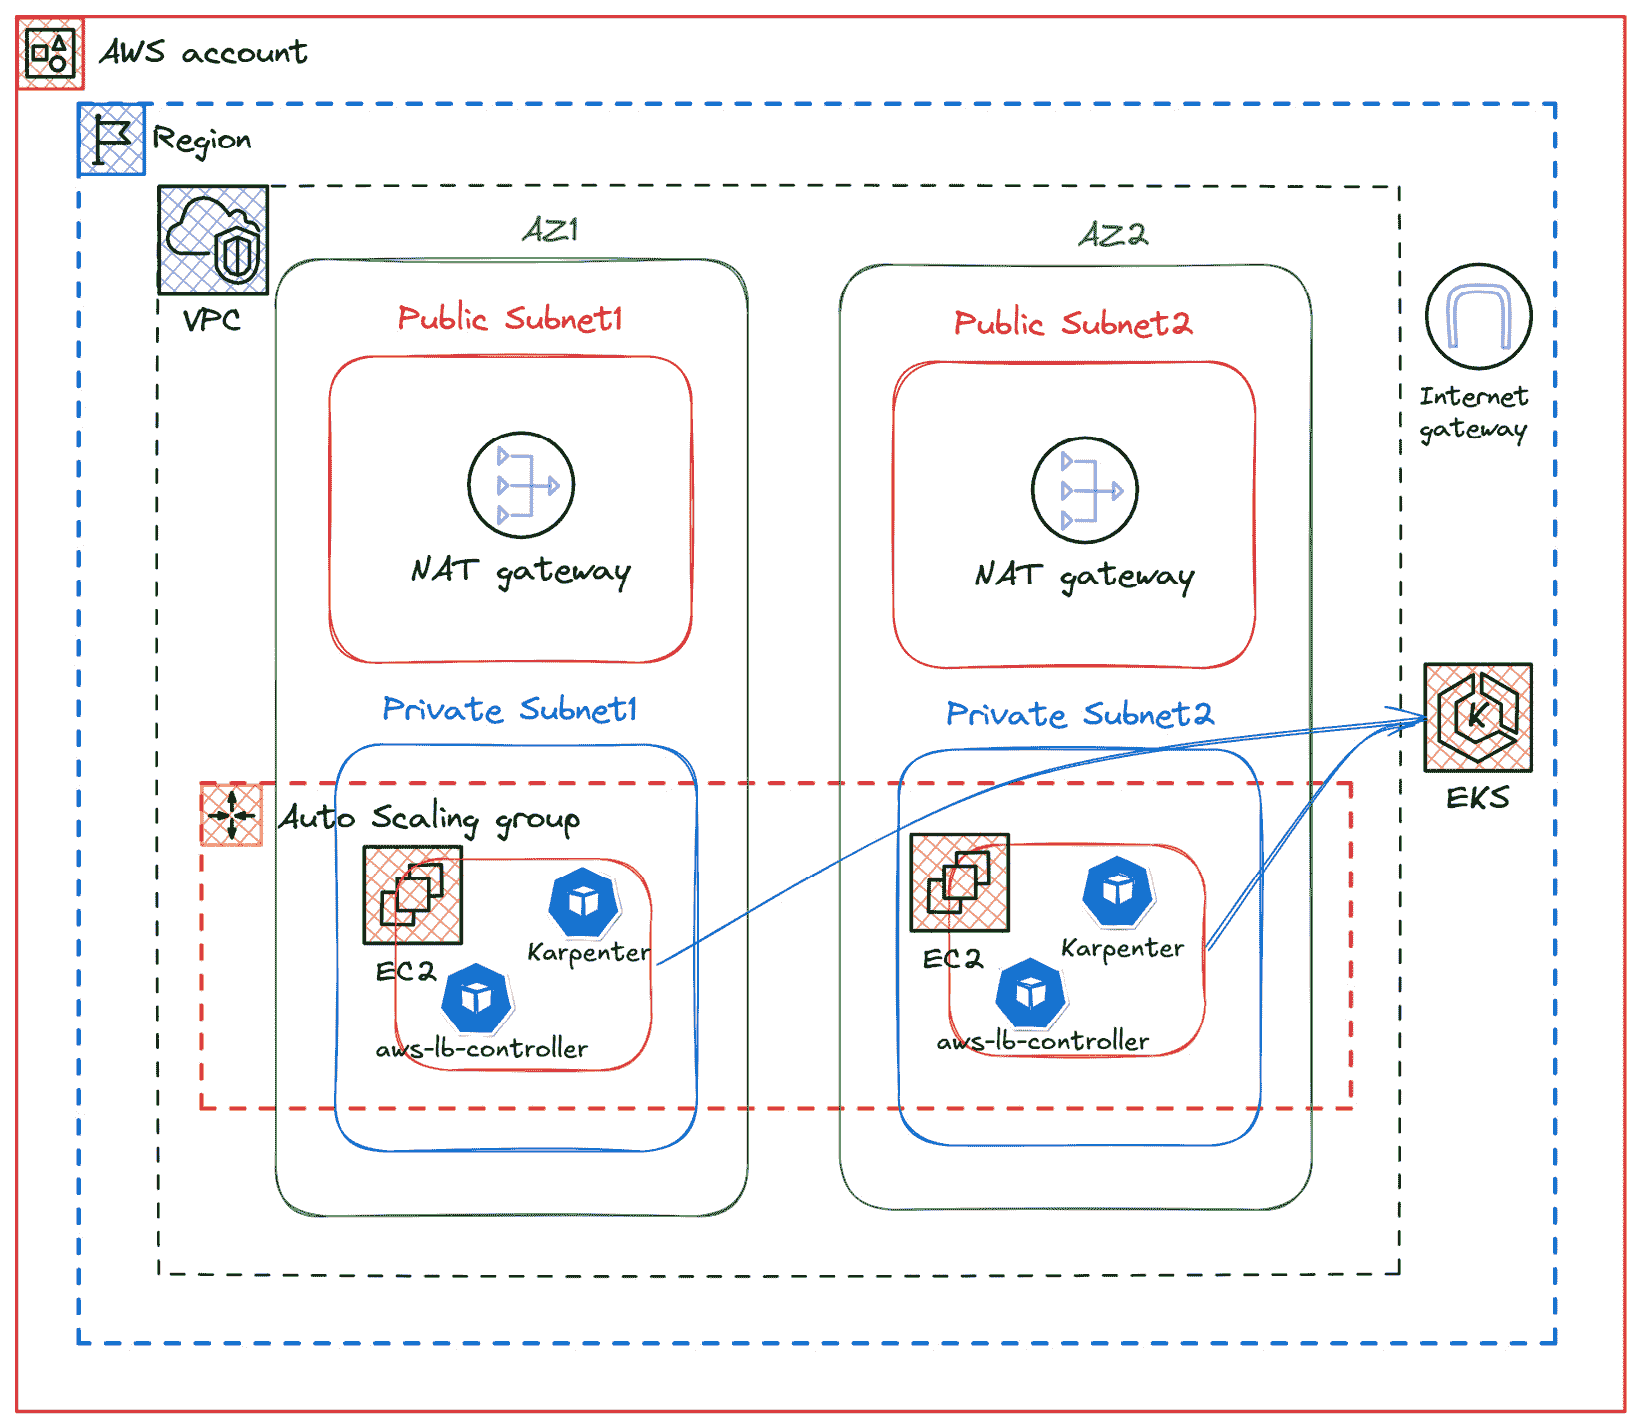 AWS account
Region
VPC
AZ1
AZ2
Public Subnet1
Public Subnet2
NAT gateway
NAT gateway
Internet
gateway
Private Subnet1
Private Subnet2
K
EKS
Auto Scaling group
EC2
Karpenter
aws-lb-controller
EC2
Karpenter
aws-lb-controller